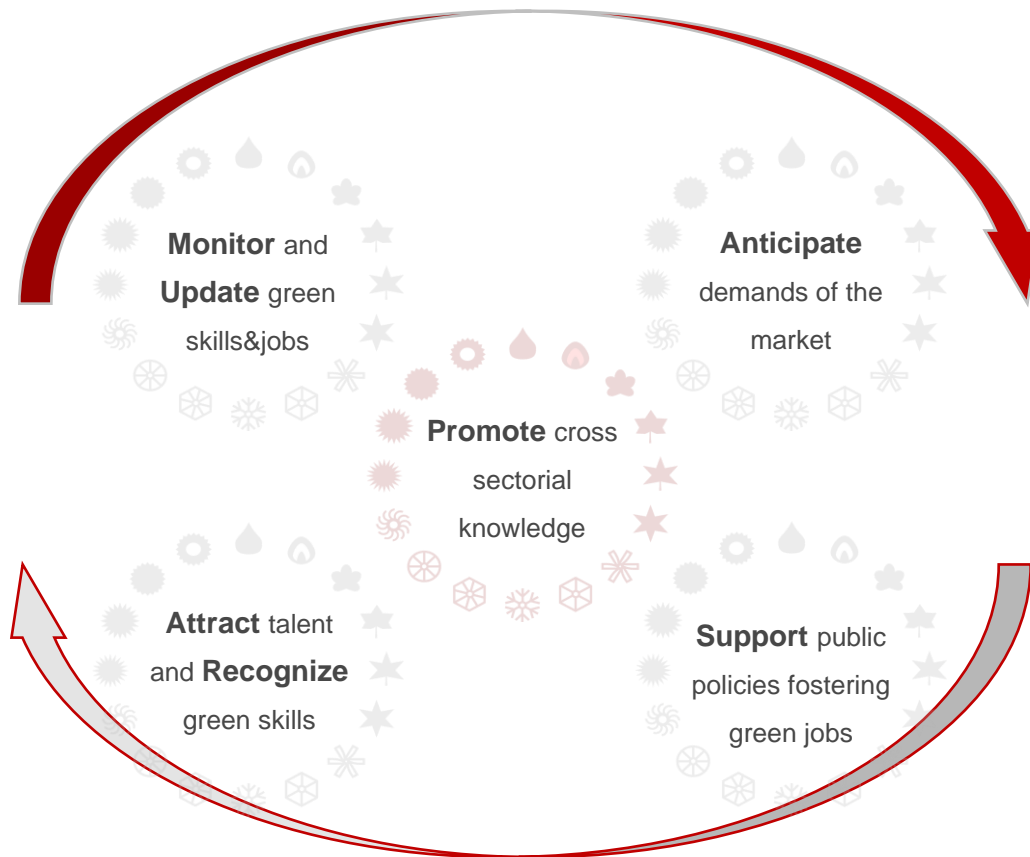 Monitor and
Update green
skills&jobs
Anticipate
demands of the
market
Promote cross
sectorial
knowledge
Attract talent
and Recognize
green skills
Support public
policies fostering
green jobs